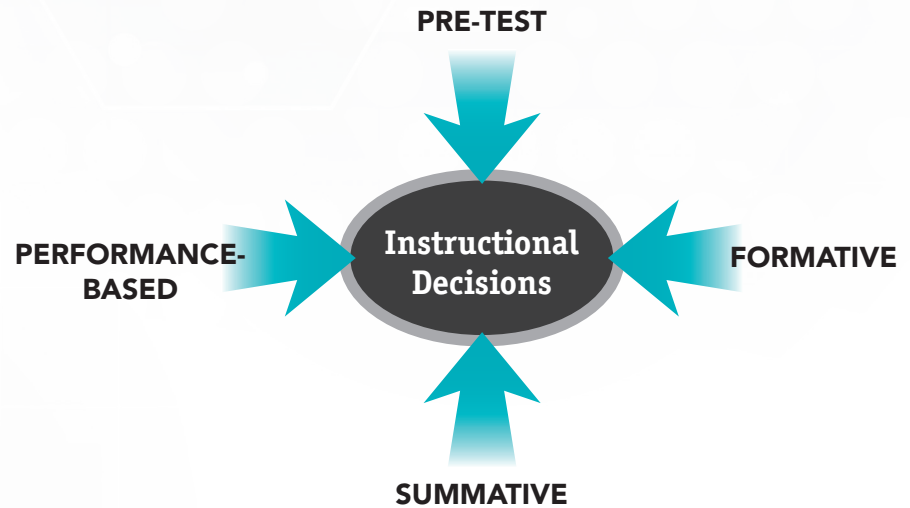 PRE-TEST
PERFORMANCE-
BASED
Instructional
Decisions
FORMATIVE
SUMMATIVE